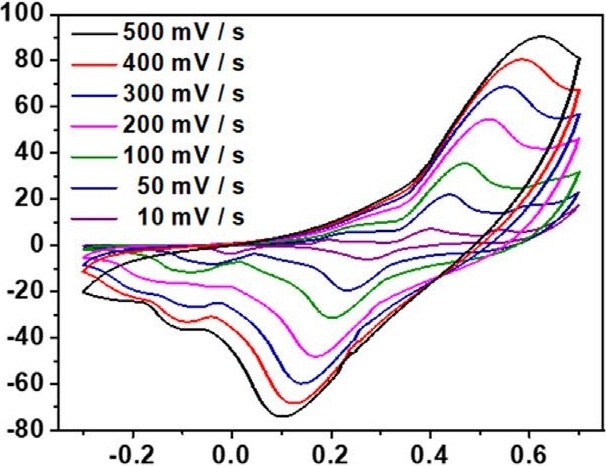 100
80
60
40
20
0
-20
-40
-60
-80
500 mV / s
400 mV / s
300 mV / s
200 mV / s
100 mV / s
50 mV / s
10 mV / s
-0.2 0.0 0.2 0.4 0.6